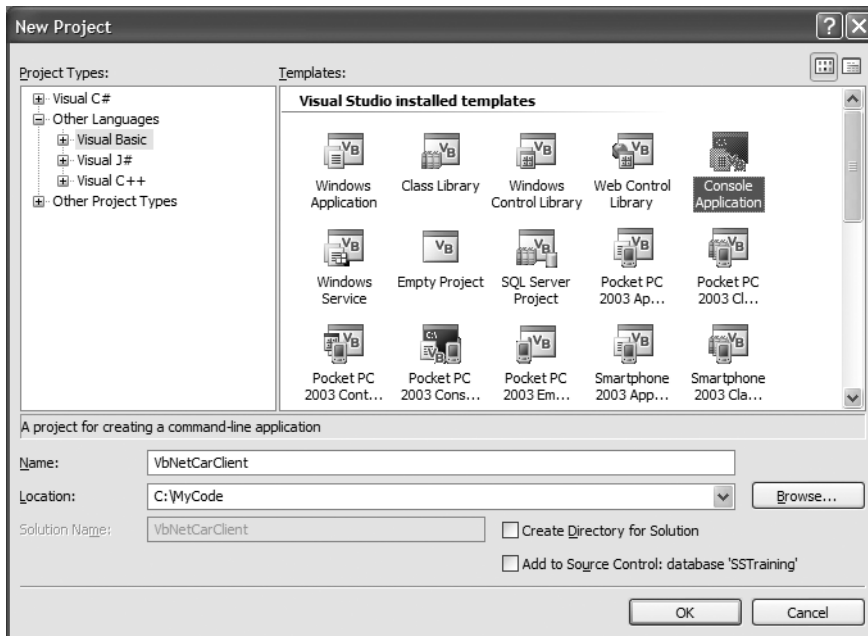 New Project
Project Types:
Templates:
Visual C#
Other Languages
Visual Basic
Visual J#
Visual C++
Other Project Types
Visual Studio installed templates
Windows Application
Class Library
Windows Control Library
Web Control Library
Console Application
Windows Service
Empty Project
SQL Server Project
Pocket PC 2003 Ap...
Pocket PC 2003 Cl...
Pocket PC 2003 Cont...
Pocket PC 2003 Cons...
Pocket PC 2003 Em...
Smartphone 2003 App...
Smartphone 2003 Cla...
A project for creating a command-line application
Name:
VbNetCarClient
Location:
C:\MyCode
Browse...
Solution Name:
VbNetCarClient
Create Directory for Solution
Add to Source Control: database 'SSTraining'
OK
Cancel